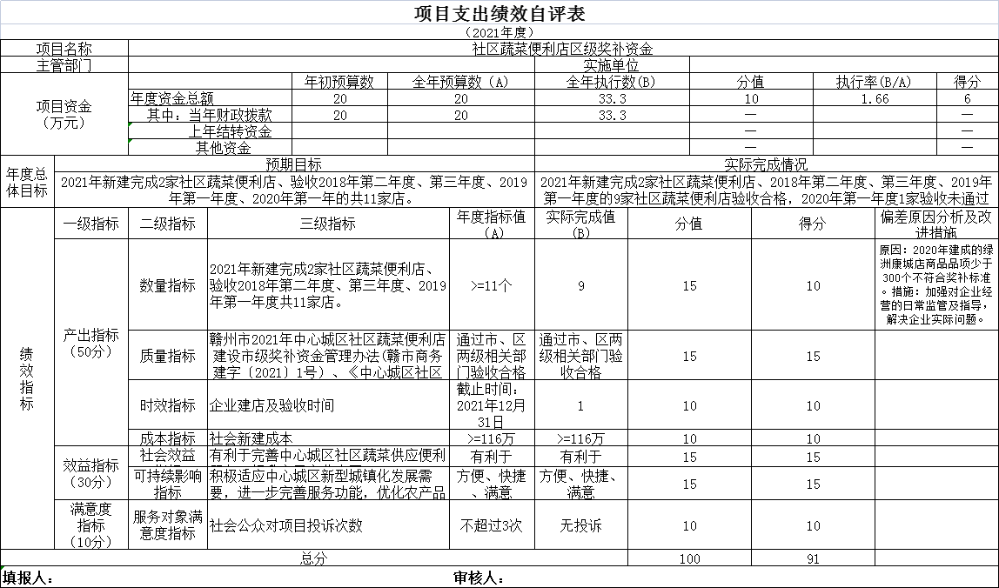 项目支出绩效自评表
（2021年度）
项目名称 社区蔬菜便利店区级奖补资金
主管部门 实施单位
项目资金
（万元）
年初预算数 全年预算数（A） 全年执行数(B) 分值 执行率(B/A) 得分
年度资金总额 20 20 33.3 10 1.66 6
其中：当年财政拨款 20 20 33.3 — —
上年结转资金 — —
其他资金 — —
年度总
体目标
预期目标 实际完成情况
2021年新建完成2家社区蔬菜便利店、验收2018年第二年度、第三年度、2019
年第一年度、2020年第一年的共11家店。
2021年新建完成2家社区蔬菜便利店、2018年第二年度、第三年度、2019年
第一年度的9家社区蔬菜便利店验收合格，2020年第一年度1家验收未通过
绩
效
指
标
一级指标 二级指标 三级指标
年度指标值
（A）
实际完成值
（B）
分值 得分
偏差原因分析及改
进措施
产出指标
（50分）
数量指标
2021年新建完成2家社区蔬菜便利店、
验收2018年第二年度、第三年度、2019
年第一年度共11家店。
>=11个 9 15 10
原因：2020年建成的绿
洲康城店商品品项少于
300个不符合奖补标准
。措施：加强对企业经
营的日常监管及指导，
解决企业实际问题。
质量指标
赣州市2021年中心城区社区蔬菜便利店
建设市级奖补资金管理办法(赣市商务
建字〔2021〕1号）、《中心城区社区
通过市、区
两级相关部
门验收合格
通过市、区两
级相关部门验
收合格
15 15
时效指标 企业建店及验收时间
截止时间：
2021年12月
31日
1 10 10
成本指标 社会新建成本 >=116万 >=116万 10 10
效益指标
（30分）
社会效益
有利于完善中心城区社区蔬菜供应便利
有利于 有利于 15 15
可持续影响
指标
积极适应中心城区新型城镇化发展需
要，进一步完善服务功能，优化农产品
方便、快捷
、满意
方便、快捷、
满意
15 15
满意度
指标
（10分）
服务对象满
意度指标
社会公众对项目投诉次数 不超过3次 无投诉 10 10
总分 100 91
填报人： 审核人：